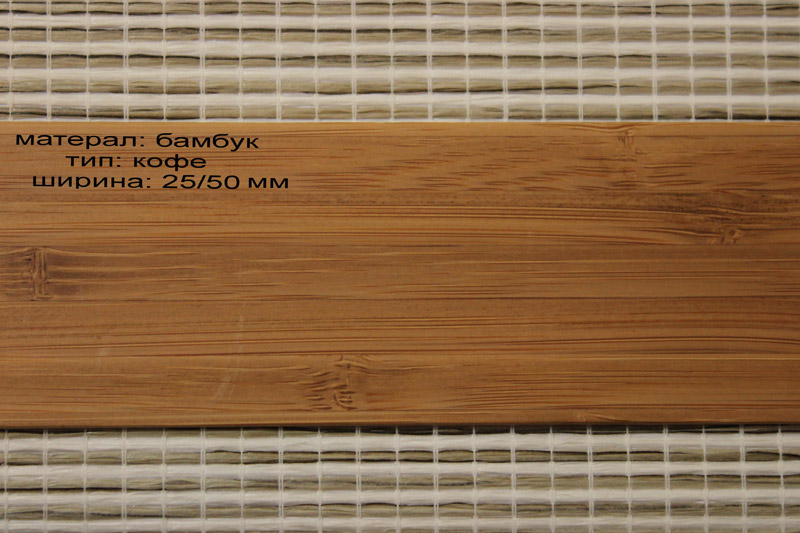 матерал: бамбук
тип: кофе
ширина: 25/50 мм